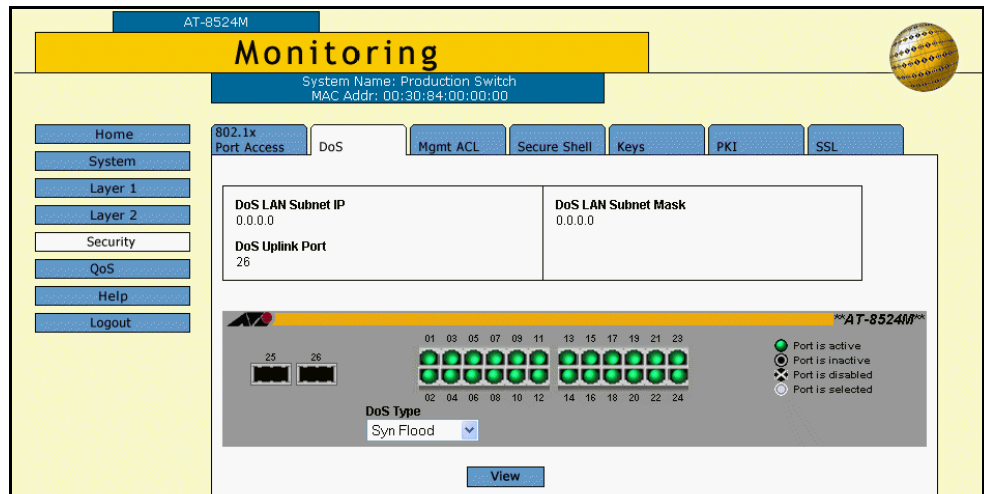 AT-8524M
Monitoring
System Name: Production Switch
MAC Addr: 00:30:84:00:00:00
Home
System
Layer 1
Layer 2
Security
QoS
Help
Logout
802.1x
Port Access
DoS
Mgmt ACL
Secure Shell
Keys
PKI
SSL
DoS LAN Subnet IP
0.0.0.0
DoS LAN Subnet Mask
0.0.0.0
DoS Uplink Port
26
**AT-8524M**
01 03 05 07 09 11 13 15 17 19 21 23
25 26
02 04 06 08 10 12 14 16 18 20 22 24
Port is active
Port is inactive
Port is disabled
Port is selected
DoS Type
Syn Flood
View